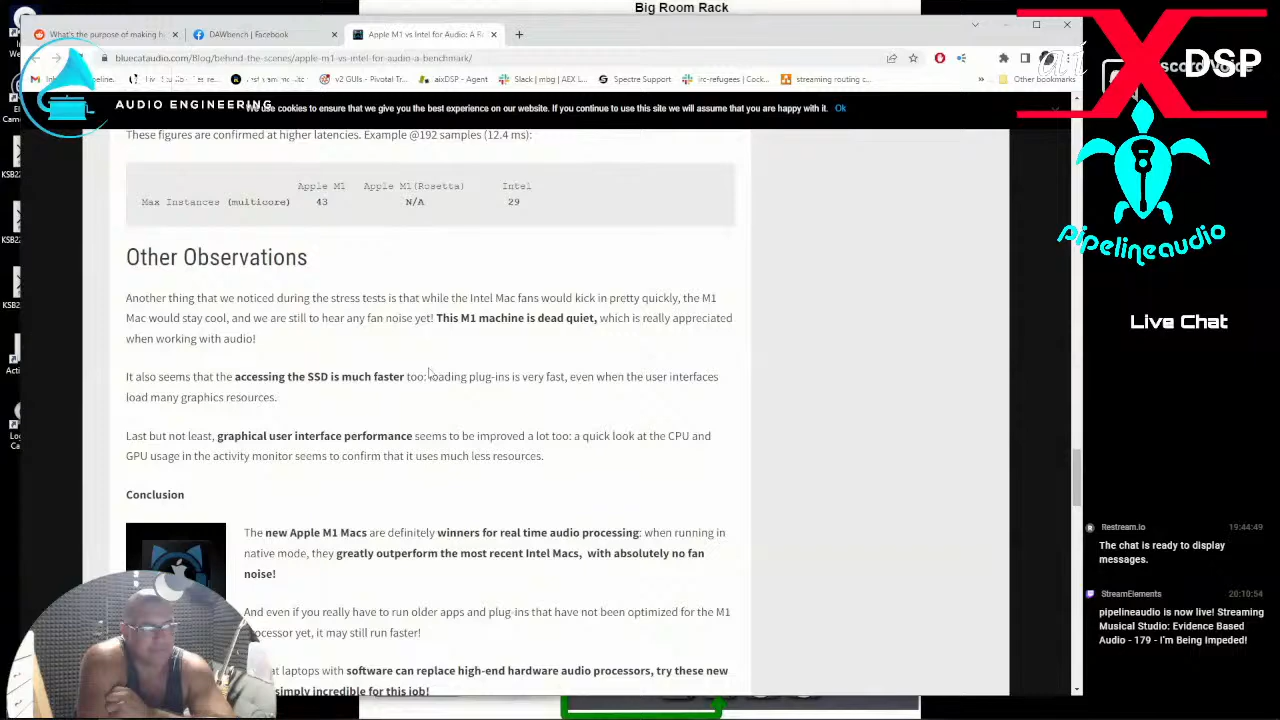 Big Room Rack
What's the purpose of making h
DAWbench | Facebook
Apple M1 vs Intel for Audio: A R
bluecataudio.com/Blog/behind-the-scenes/apple-m1-vs-intel-for-audio-a-benchmark/
v2 GUIs - Pivotal Tr...
aixDSP - Agent
Slack | mbg | AEX L...
Spectre Support
irc-refugees | Cock...
streaming routing c...
»
Other bookmarks
AUDIO ENGINEERING
use cookies to ensure that we give you the best experience on our website. If you continue to use this site we will assume that you are happy with it. Ok
These figures are confirmed at higher latencies. Example @192 samples (12.4 ms):
Apple M1 Apple M1(Rosetta) Intel
Max Instances (multicore) 43 N/A 29
Other Observations
Another thing that we noticed during the stress tests is that while the Intel Mac fans would kick in pretty quickly, the M1
Mac would stay cool, and we are still to hear any fan noise yet! This M1 machine is dead quiet, which is really appreciated
when working with audio!
It also seems that the accessing the SSD is much faster too: loading plug-ins is very fast, even when the user interfaces
load many graphics resources.
Last but not least, graphical user interface performance seems to be improved a lot too: a quick look at the CPU and
GPU usage in the activity monitor seems to confirm that it uses much less resources.
Conclusion
The new Apple M1 Macs are definitely winners for real time audio processing: when running in
native mode, they greatly outperform the most recent Intel Macs, with absolutely no fan
noise!
And even if you really have to run older apps and plug-ins that have not been optimized for the M1
processor yet, it may still run faster!
at laptops with software can replace high-end hardware audio processors, try these new
simply incredible for this job!
ai X DSP
Pipelineaudio
Live Chat
Restream.io 19:44:49
The chat is ready to display
messages.
StreamElements 20:10:54
pipelineaudio is now live! Streaming
Musical Studio: Evidence Based
Audio - 179 - I'm Being Impeded!